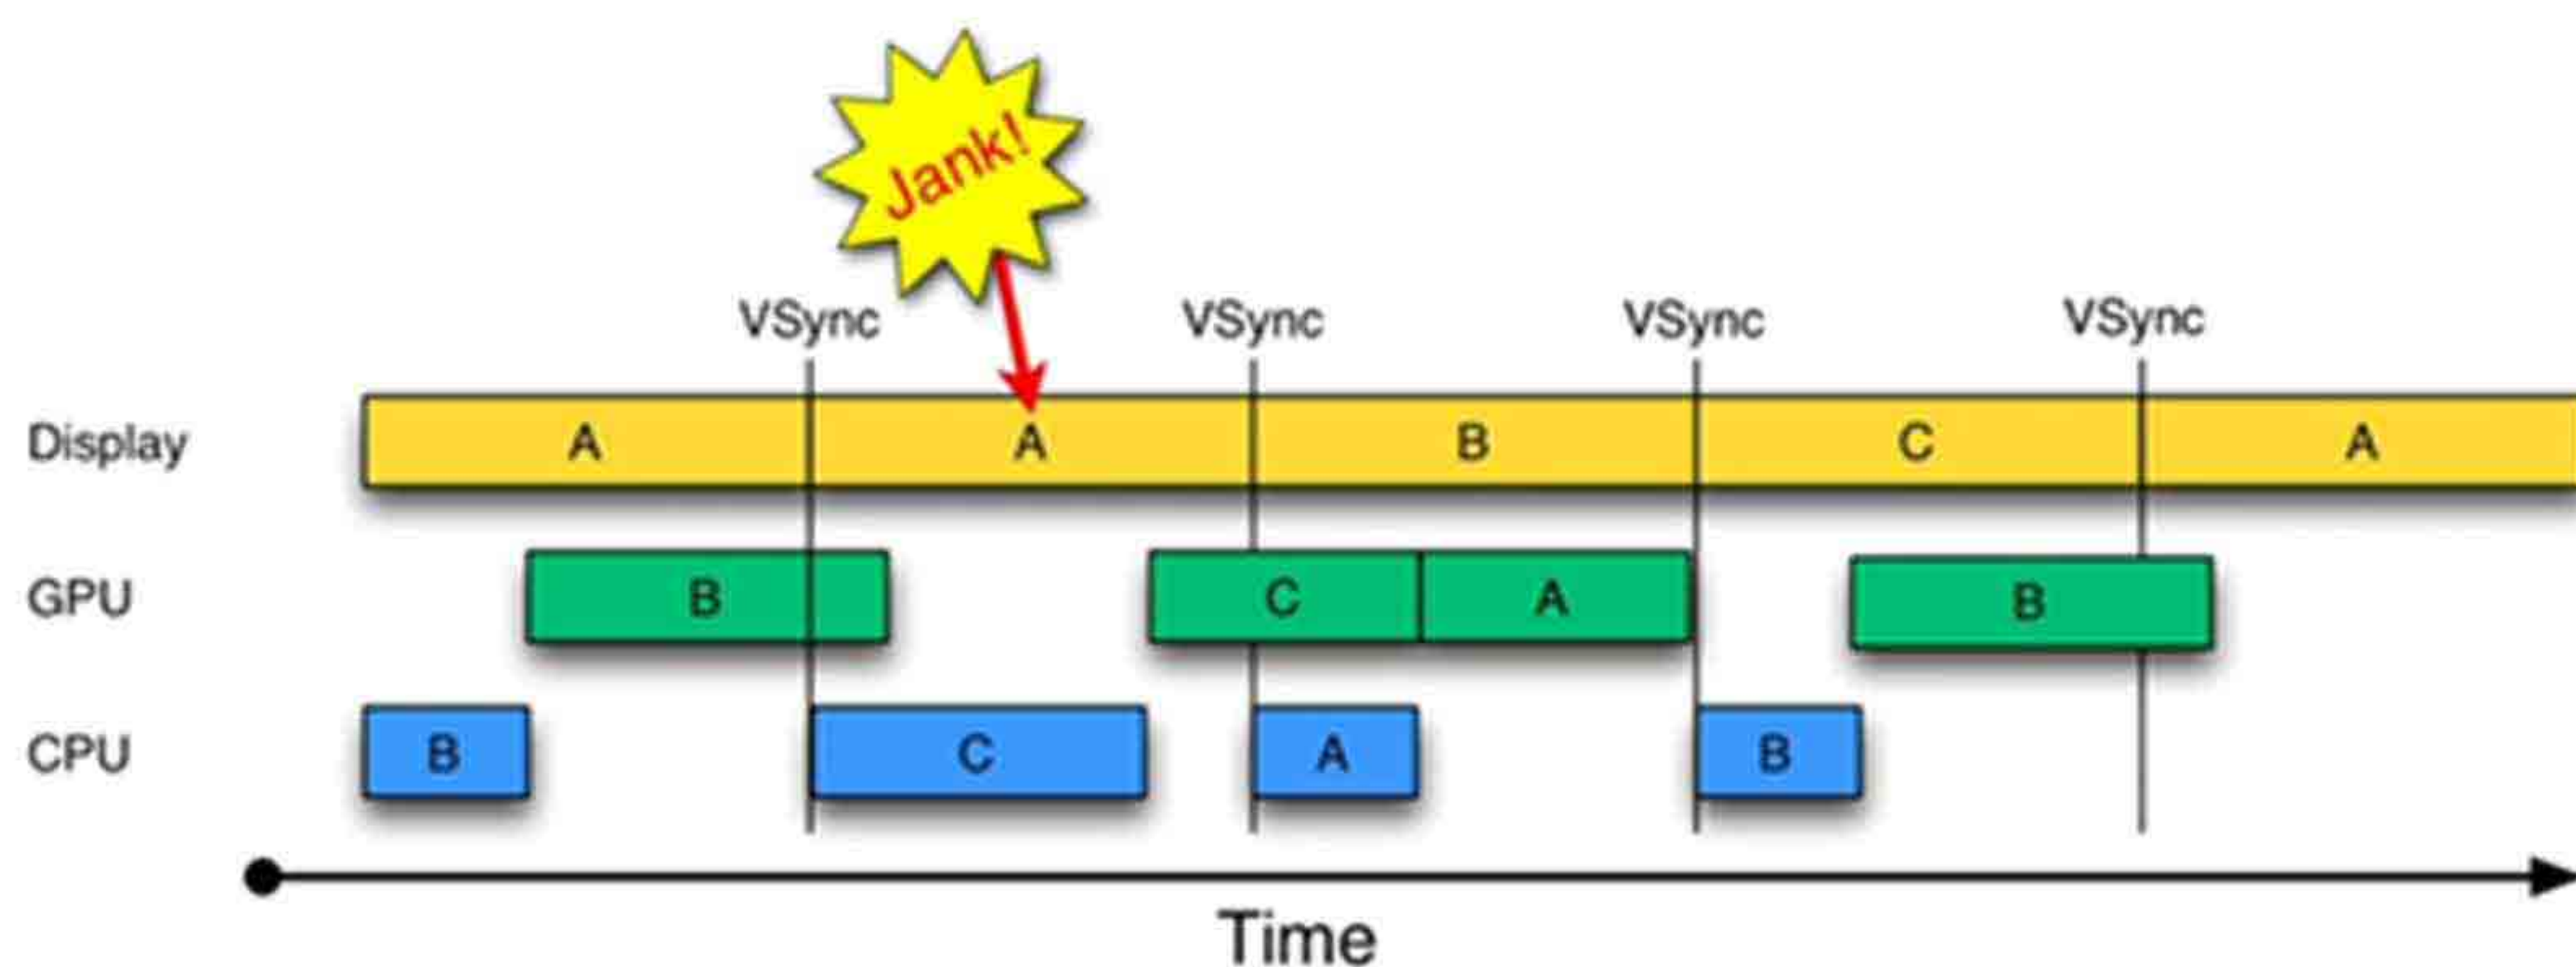 Jank!
VSync VSync VSync VSync
Display A A B C A
GPU B C A B
CPU B C A B
Time